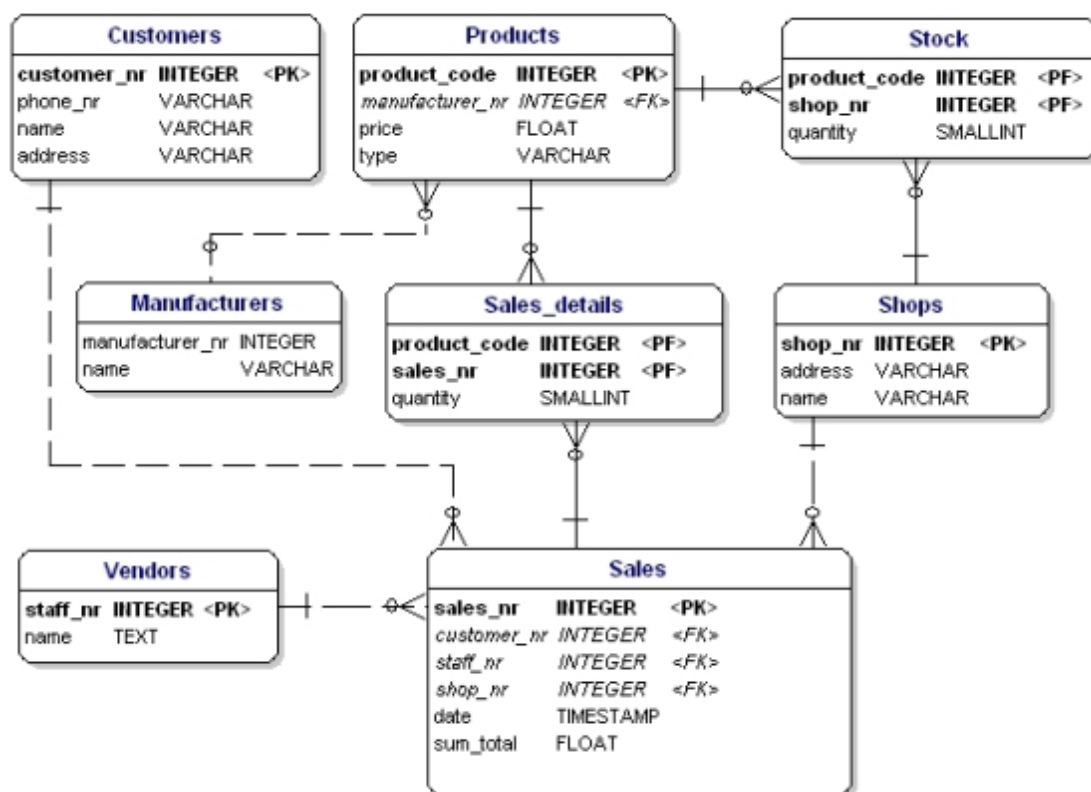 Customers
customer_nr INTEGER <PK>
phone_nr VARCHAR
name VARCHAR
address VARCHAR
Products
product_code INTEGER <PK>
manufacturer_nr INTEGER <FK>
price FLOAT
type VARCHAR
Stock
product_code INTEGER <PF>
shop_nr INTEGER <PF>
quantity SMALLINT
Manufacturers
manufacturer_nr INTEGER
name VARCHAR
Sales_details
product_code INTEGER <PF>
sales_nr INTEGER <PF>
quantity SMALLINT
Shops
shop_nr INTEGER <PK>
address VARCHAR
name VARCHAR
Vendors
staff_nr INTEGER <PK>
name TEXT
Sales
sales_nr INTEGER <PK>
customer_nr INTEGER <FK>
staff_nr INTEGER <FK>
shop_nr INTEGER <FK>
date TIMESTAMP
sum_total FLOAT